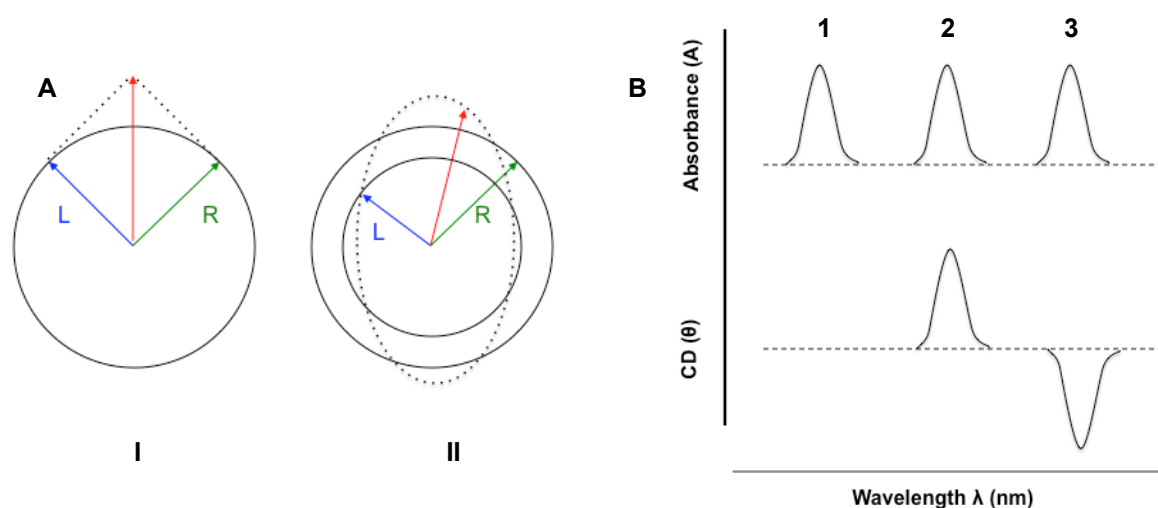 A
L
R
I
L
R
II
B
1 2 3
Absorbance (A)
CD (θ)
Wavelength λ (nm)